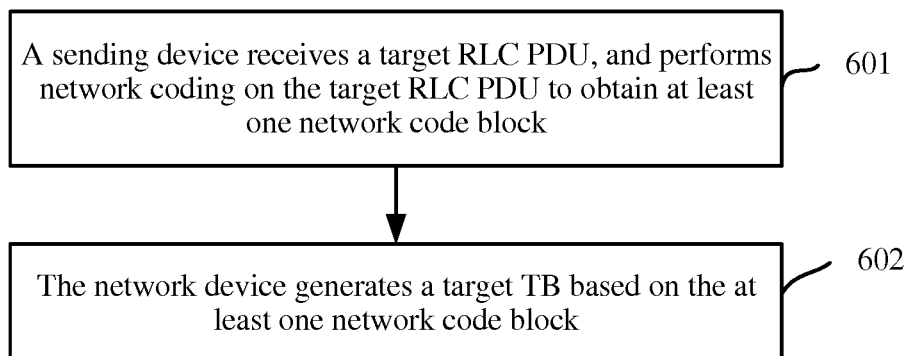 A sending device receives a target RLC PDU, and performs
network coding on the target RLC PDU to obtain at least
one network code block
601
The network device generates a target TB based on the at
least one network code block
602